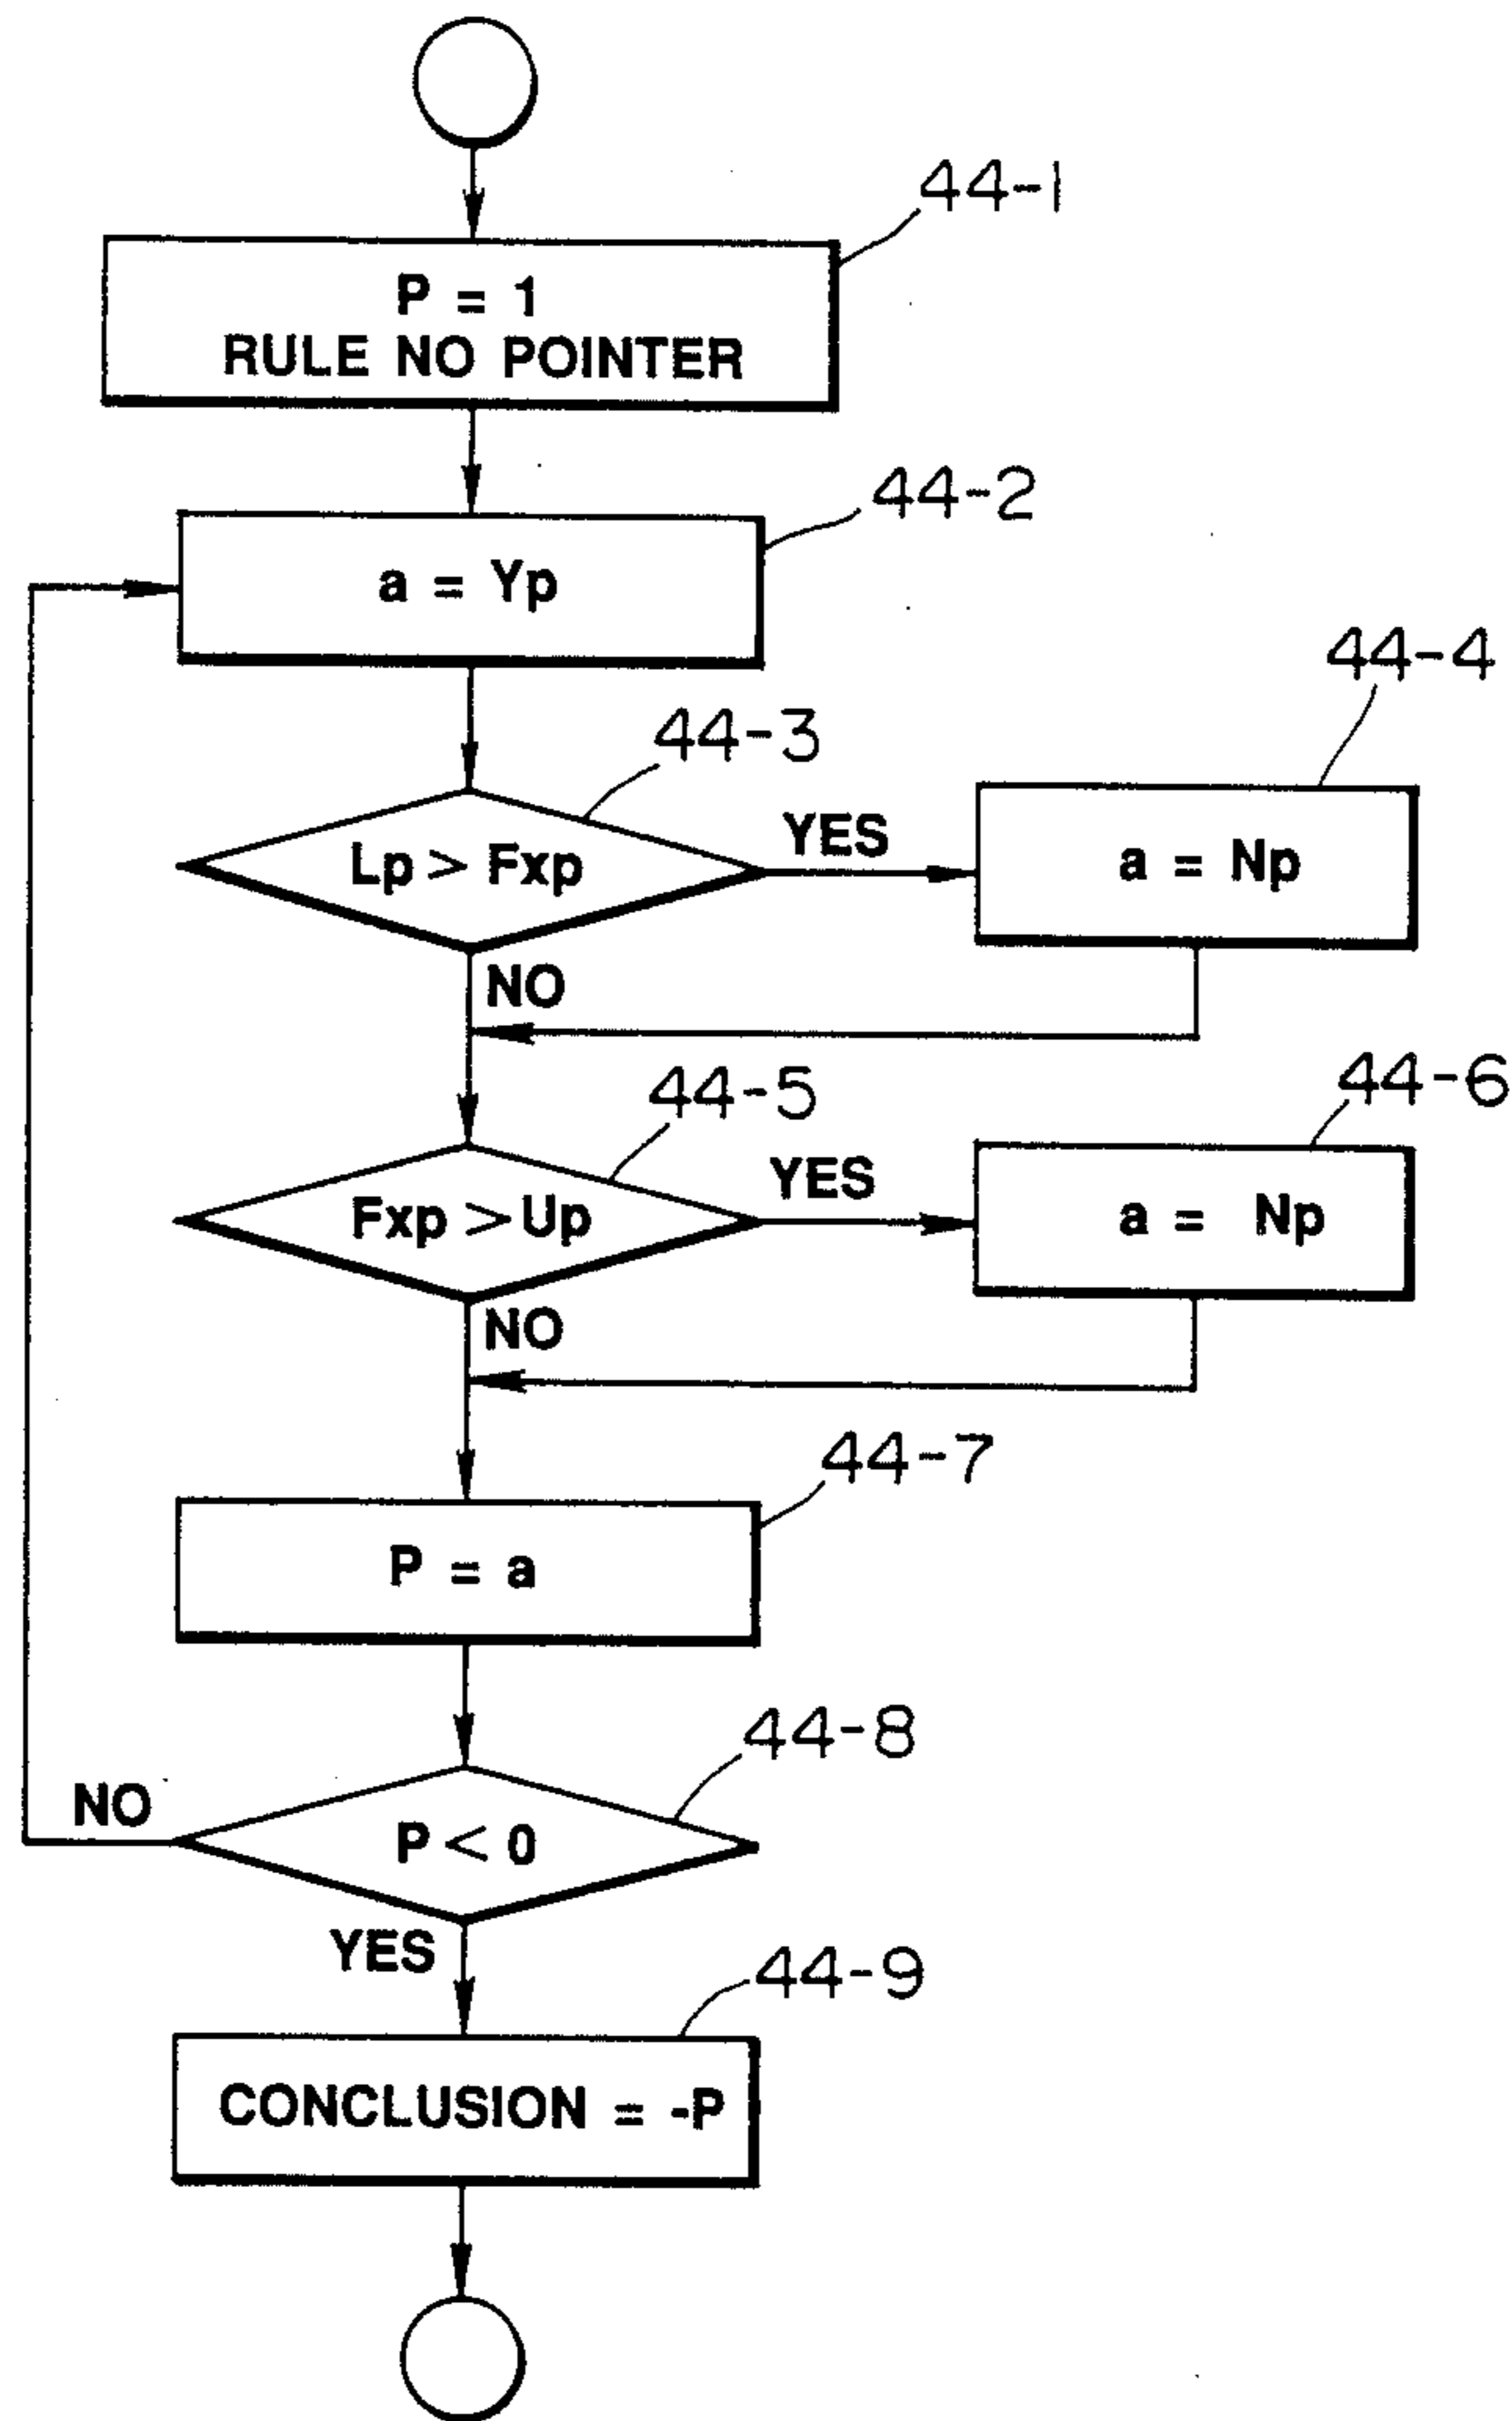 44-1
P = 1
RULE NO POINTER
44-2
a = Yp
44-3
Lp > Fxp
YES
44-4
a = Np
NO
44-5
Fxp > Up
YES
44-6
a = Np
NO
44-7
P = a
44-8
P < 0
NO
YES
44-9
CONCLUSION = -P